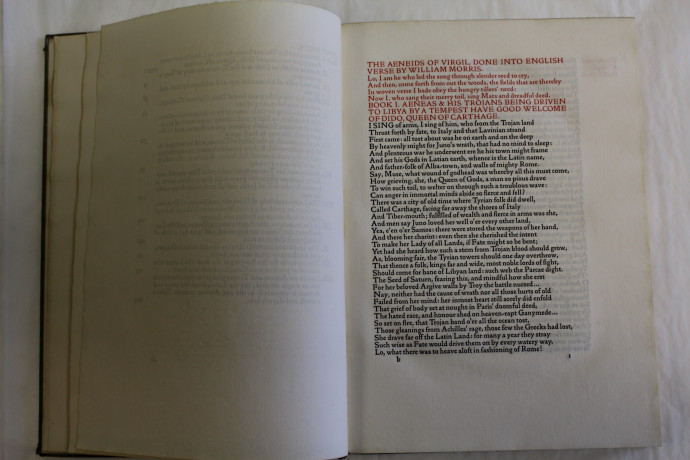 THE AENEIDS OF VIRGIL, DONE INTO ENGLISH
VERSE BY WILLIAM MORRIS.
Lo, I am he who led the song through slender reed to cry,
And then, come forth from out the woods, the fields that are thereby
In woven verse I bade obey the hungry tillers' need:
Now I, who sang their merry toil, sing Mars and dreadful deed.
BOOK I. AENEAS & HIS TROJANS BEING DRIVEN
TO LIBYA BY A TEMPEST HAVE GOOD WELCOME
OF DIDO, QUEEN OF CARTHAGE.
I SING of arms, I sing of him, who from the Trojan land
Thrust forth by fate, to Italy and that Lavinian strand
First came: all tost about was he on earth and on the deep
By heavenly might for Juno's wrath, that had no mind to sleep:
And plenteous war he underwent ere he his town might frame
And set his Gods in Latian earth, whence is the Latin name,
And father-folk of Alba-town, and walls of mighty Rome.
Say, Muse, what wound of godhead was whereby all this must come,
How grieving, she, the Queen of Gods, a man so pious drave
To win such toil, to welter on through such a troublous wave:
Can anger in immortal minds abide so fierce and fell?
There was a city of old time where Tyrian folk did dwell,
Called Carthage, facing far away the shores of Italy
And Tiber-mouth; fulfilled of wealth and fierce in arms was she,
And men say Juno loved her well o'er every other land,
Yea, e'en o'er Samos: there were stored the weapons of her hand,
And there her chariot: even then she cherished the intent
To make her Lady of all Lands, if Fate might so be bent;
Yet had she heard how such a stem from Trojan blood should grow,
As, blooming fair, the Tyrian towers should one day overthrow,
That thence a folk, kings far and wide, most noble lords of fight,
Should come for bane of Libyan land: such web the Parcae dight.
The Seed of Saturn, fearing this, and mindful how she erst
For her beloved Argive walls by Troy the battle nursed...
Nay, neither had the cause of wrath nor all those hurts of old
Failed from her mind: her inmost heart still sorely did enfold
That grief of body set at nought in Paris' doomful deed,
The hated race, and honour shed on heaven-rapt Ganymede...
So set on fire, that Trojan band o'er all the ocean tost,
Those gleanings from Achilles' rage, those few the Greeks had lost,
She drave far off the Latin Land: for many a year they stray
Such wise as Fate would drive them on by every watery way,
Lo, what there was to heave aloft in fashioning of Rome!
b 1